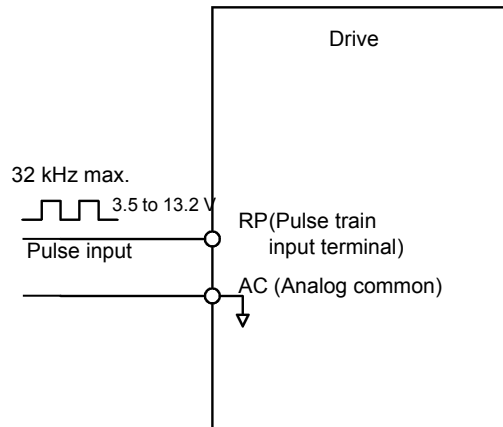 Drive
32 kHz max.
3.5 to 13.2 V
RP(Pulse train
input terminal)
Pulse input
AC (Analog common)